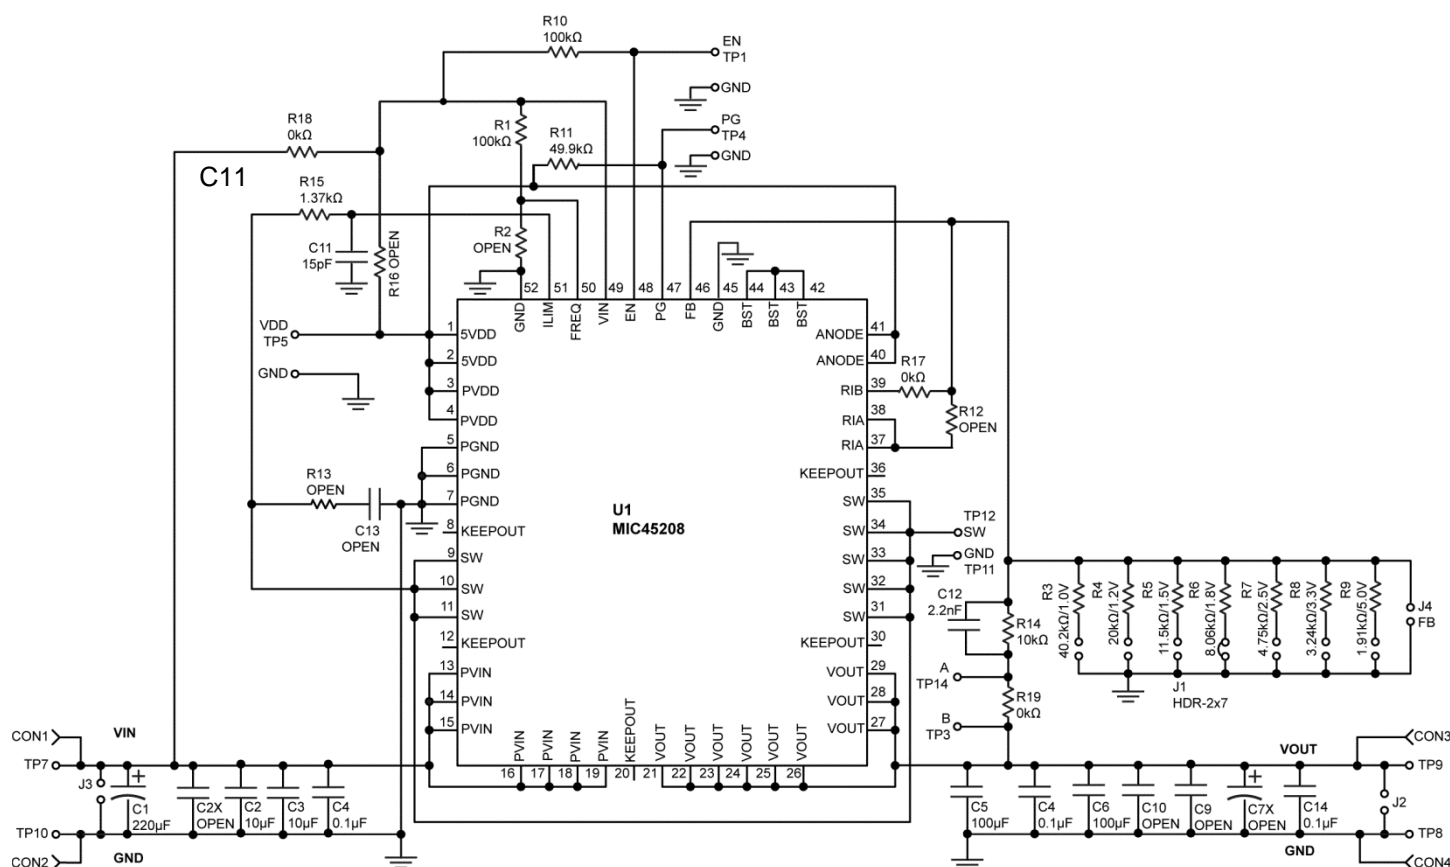 R10
100kΩ
EN
TP1
GND
R18
0kΩ
R1
100kΩ
R11
49.9kΩ
PG
TP4
GND
C11
R15
1.37kΩ
C11
15pF
R16 OPEN
R2
OPEN
52 51 50 49 48 47 46 45 44 43 42
GND ILIM FREQ VIN EN PG FB GND BST BST BST
VDD
TP5
GND
1 5VDD
2 5VDD
3 PVDD
4 PVDD
5 PGND
6 PGND
7 PGND
8 KEEPOUT
9 SW
10 SW
11 SW
12 KEEPOUT
13 PVIN
14 PVIN
15 PVIN
ANODE 41
ANODE 40
RIB 39
RIA 38
RIA 37
KEEPOUT 36
SW 35
SW 34
SW 33
SW 32
SW 31
KEEPOUT 30
VOUT 29
VOUT 28
VOUT 27
R17
0kΩ
R12
OPEN
R13
OPEN
C13
OPEN
U1
MIC45208
TP12
SW
GND
TP11
C12
2.2nF
R14
10kΩ
A
TP14
R19
0kΩ
B
TP3
R3
40.2kΩ/1.0V
R4
20kΩ/1.2V
R5
11.5kΩ/1.5V
R6
8.06kΩ/1.8V
R7
4.75kΩ/2.5V
R8
3.24kΩ/3.3V
R9
1.91kΩ/5.0V
J4
FB
J1
HDR-2x7
PVIN PVIN PVIN PVIN KEEPOUT VOUT VOUT VOUT VOUT VOUT VOUT
16 17 18 19 20 21 22 23 24 25 26
CON1
VIN
TP7
J3
+
C1
220µF
C2X
OPEN
C2
10µF
C3
10µF
C4
0.1µF
TP10
CON2
GND
C5
100µF
C4
0.1µF
C6
100µF
C10
OPEN
C9
OPEN
+
C7X
OPEN
C14
0.1µF
VOUT
CON3
TP9
J2
TP8
GND
CON4